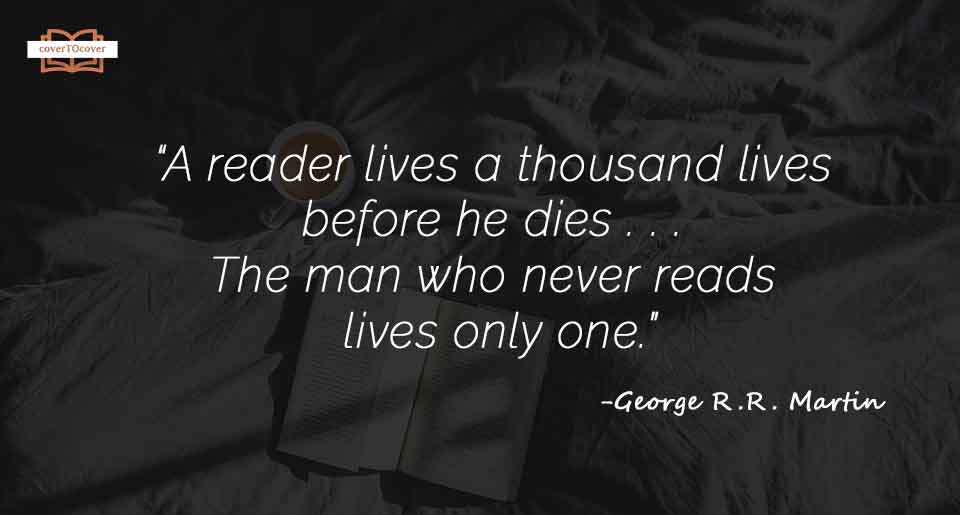 coverTOcover
"A reader lives a thousand lives
before he dies . . .
The man who never reads
lives only one."
-George R.R. Martin